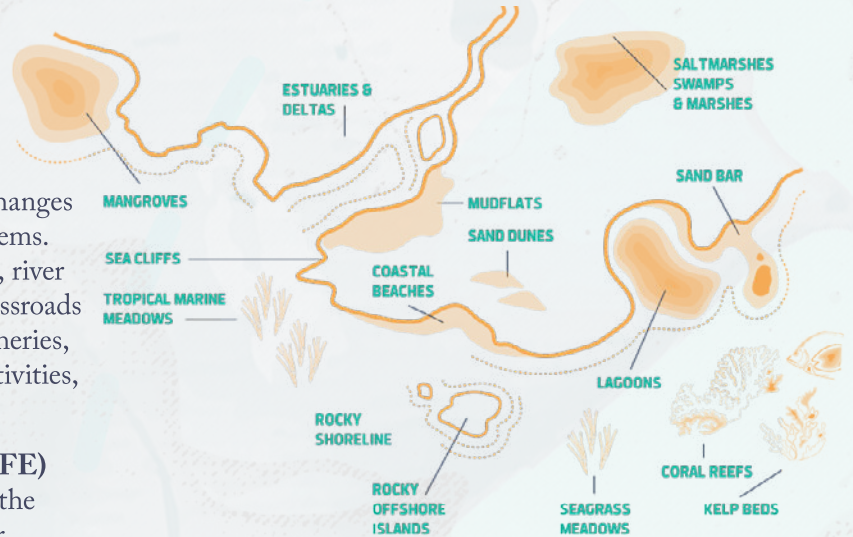 hanges
ems.
, river
ssroads
neries,
tivities,
FE)
the
ESTUARIES &
DELTAS
SALTMARSHES
SWAMPS
& MARSHES
MANGROVES
MUDFLATS
SAND BAR
SAND DUNES
SEA CLIFFS
COASTAL
BEACHES
TROPICAL MARINE
MEADOWS
LAGOONS
ROCKY
SHORELINE
CORAL REEFS
ROCKY
OFFSHORE
ISLANDS
SEAGRASS
MEADOWS
KELP BEDS